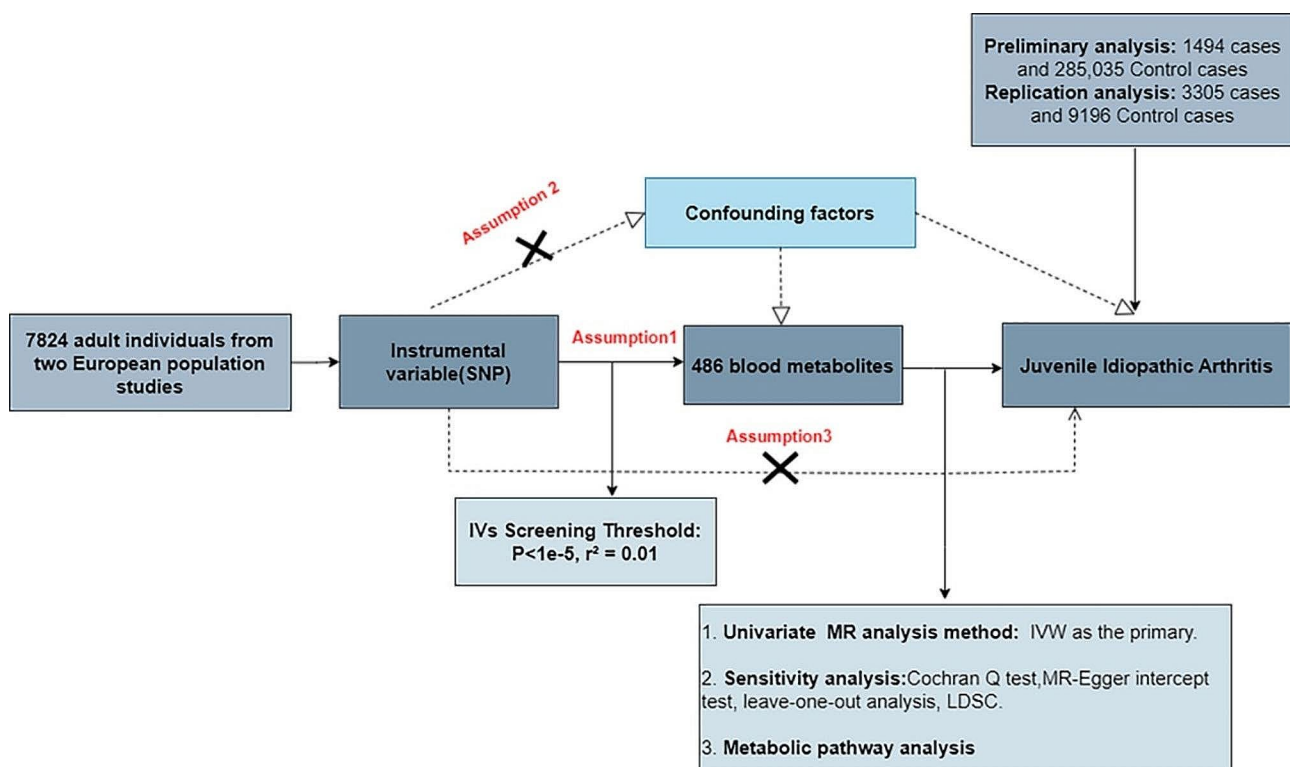 Preliminary analysis: 1494 cases
and 285,035 Control cases
Replication analysis: 3305 cases
and 9196 Control cases
Assumption 2
Confounding factors
7824 adult individuals from
two European population
studies
Instrumental
variable(SNP)
Assumption1
486 blood metabolites
Juvenile Idiopathic Arthritis
Assumption3
IVs Screening Threshold:
P<1e-5, r² = 0.01
1. Univariate MR analysis method: IVW as the primary.
2. Sensitivity analysis:Cochran Q test,MR-Egger intercept
test, leave-one-out analysis, LDSC.
3. Metabolic pathway analysis